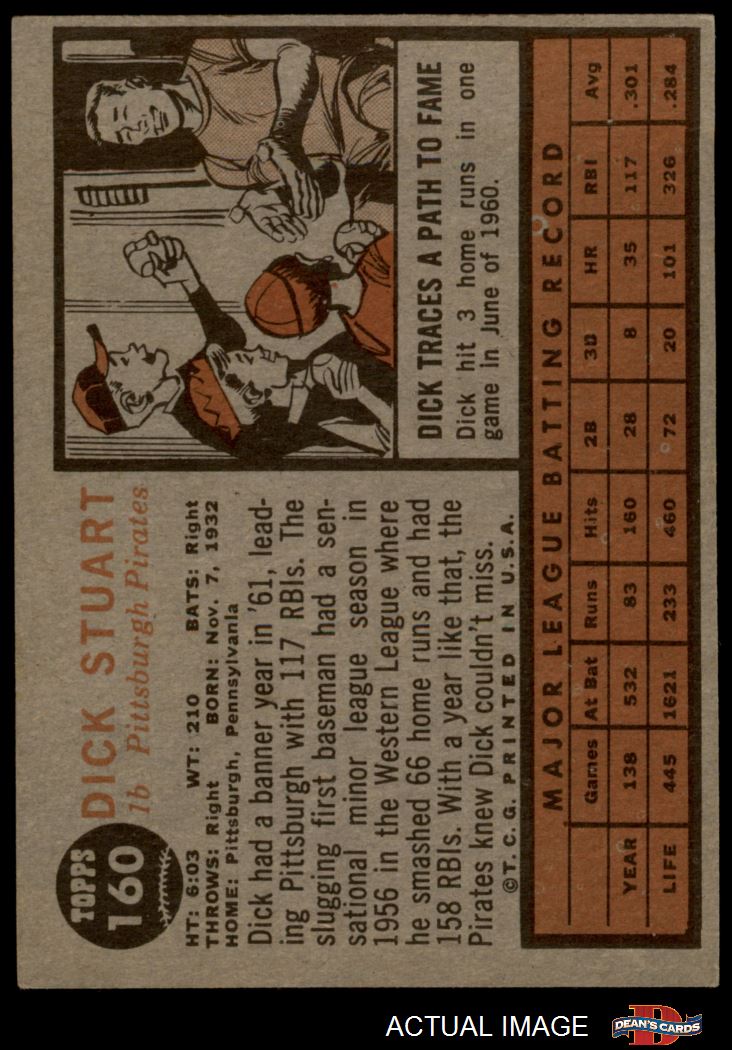 TOPPS
160
DICK STUART
1b Pittsburgh Pirates
HT: 6:03 WT: 210 BATS: Right
THROWS: Right BORN: Nov. 7, 1932
HOME: Pittsburgh, Pennsylvania
Dick had a banner year in '61, lead-
ing Pittsburgh with 117 RBIs. The
slugging first baseman had a sen-
sational minor league season in
1956 in the Western League where
he smashed 66 home runs and had
158 RBIs. With a year like that, the
Pirates knew Dick couldn't miss.
©T. C. G. PRINTED IN U. S. A.
DICK TRACES A PATH TO FAME
Dick hit 3 home runs in one
game in June of 1960.
MAJOR LEAGUE BATTING RECORD
Games At Bat Runs Hits 2B 3B HR RBI Avg
YEAR 138 532 83 160 28 8 35 117 .301
LIFE 445 1621 233 460 72 20 101 326 .284
ACTUAL IMAGE
DEAN'S CARDS